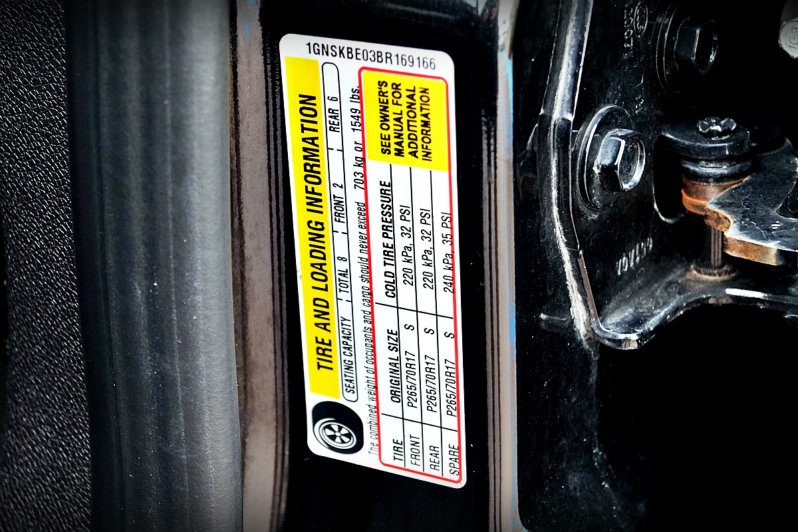 1GNSKBE03BR169166
TIRE AND LOADING INFORMATION
SEATING CAPACITY TOTAL 8 FRONT 2 REAR 6
The combined weight of occupants and cargo should never exceed 703 kg or 1549 lbs.
TIRE ORIGINAL SIZE COLD TIRE PRESSURE
FRONT P265/70R17 S 220 kPa, 32 PSI
REAR P265/70R17 S 220 kPa, 32 PSI
SPARE P265/70R17 S 240 kPa, 35 PSI
SEE OWNER'S
MANUAL FOR
ADDITIONAL
INFORMATION